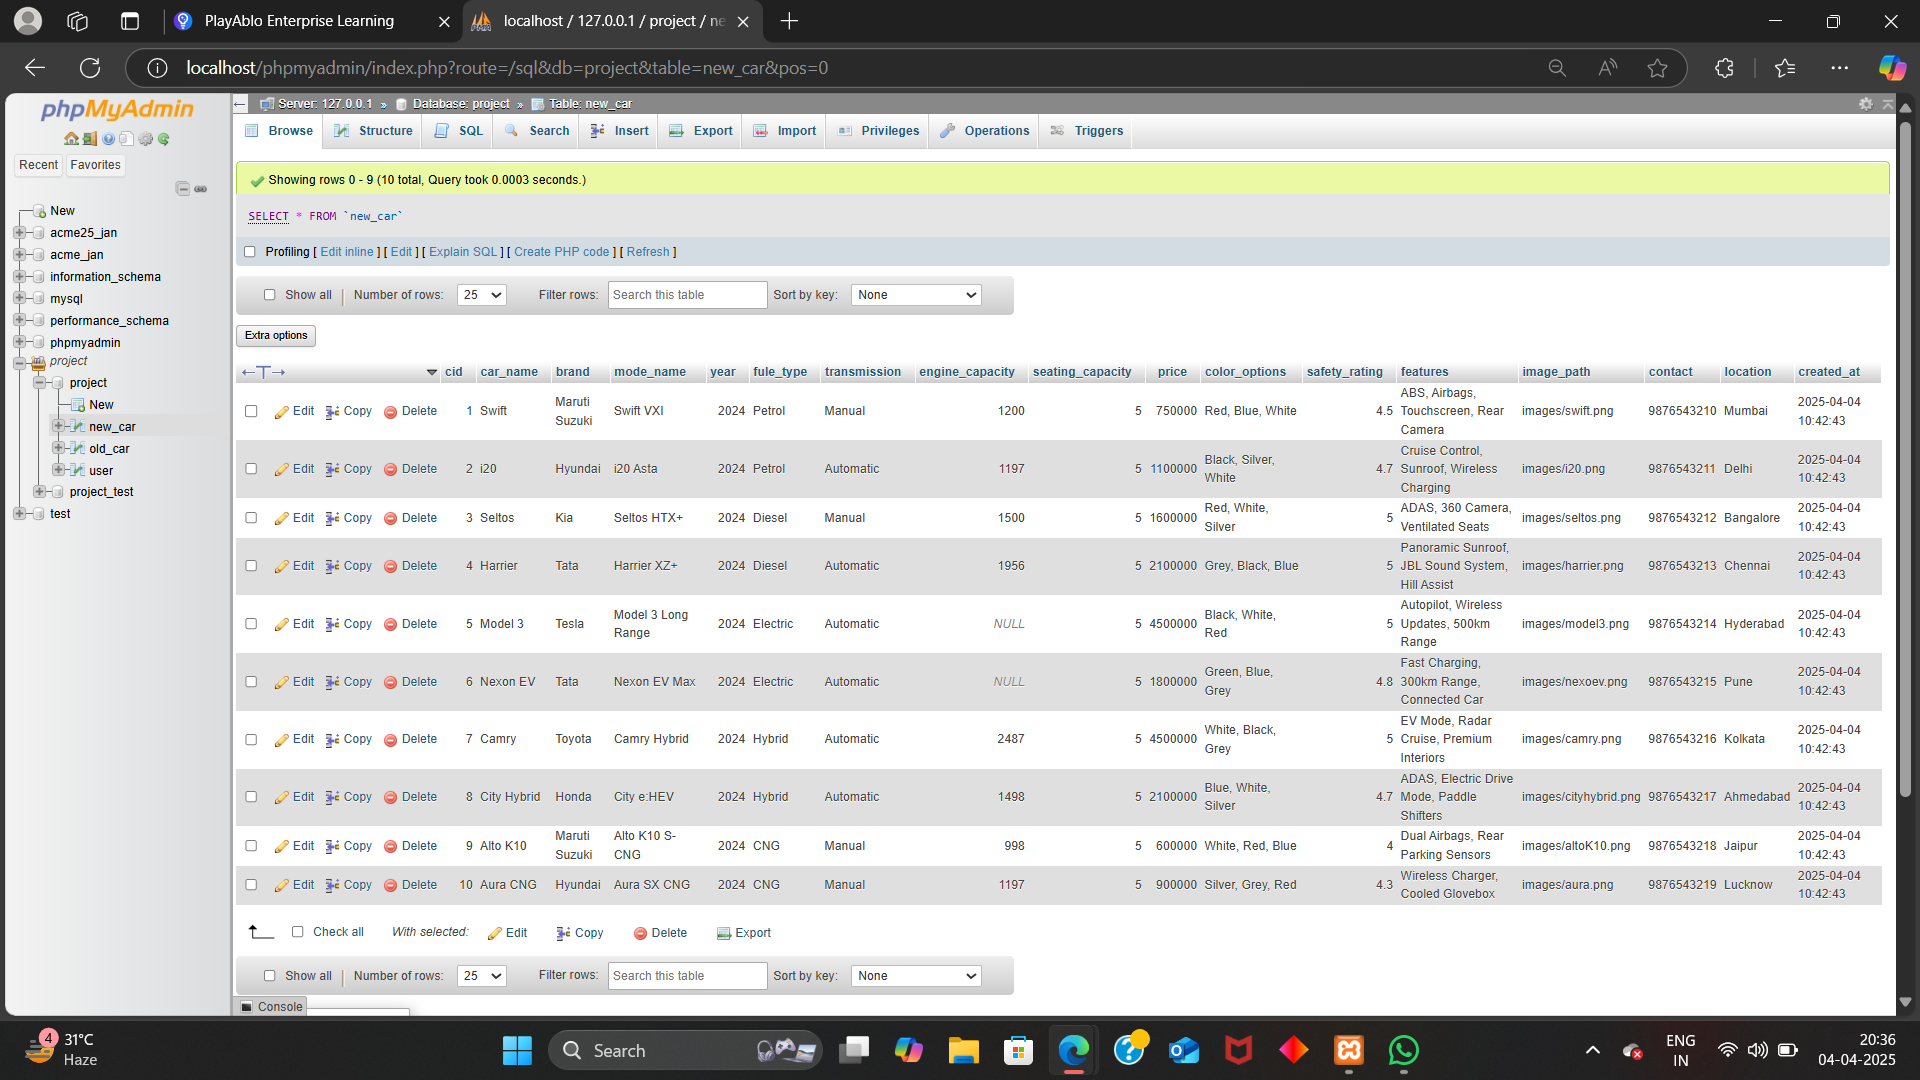 PlayAblo Enterprise Learning
localhost / 127.0.0.1 / project / ne
localhost/phpmyadmin/index.php?route=/sql&db=project&table=new_car&pos=0
phpMyAdmin
Recent Favorites
New
acme25_jan
acme_jan
information_schema
mysql
performance_schema
phpmyadmin
project
project
New
new_car
old_car
user
project_test
test
Server: 127.0.0.1 » Database: project » Table: new_car
Browse Structure SQL Search Insert Export Import Privileges Operations Triggers
Showing rows 0 - 9 (10 total, Query took 0.0003 seconds.)
SELECT * FROM `new_car`
Profiling [ Edit inline ] [ Edit ] [ Explain SQL ] [ Create PHP code ] [ Refresh ]
Show all Number of rows: 25 Filter rows: Search this table Sort by key: None
Extra options
←T→ cid car_name brand mode_name year fule_type transmission engine_capacity seating_capacity price color_options safety_rating features image_path contact location created_at
Edit Copy Delete 1 Swift Maruti Suzuki Swift VXI 2024 Petrol Manual 1200 5 750000 Red, Blue, White 4.5 ABS, Airbags, Touchscreen, Rear Camera images/swift.png 9876543210 Mumbai 2025-04-04 10:42:43
Edit Copy Delete 2 i20 Hyundai i20 Asta 2024 Petrol Automatic 1197 5 1100000 Black, Silver, White 4.7 Cruise Control, Sunroof, Wireless Charging images/i20.png 9876543211 Delhi 2025-04-04 10:42:43
Edit Copy Delete 3 Seltos Kia Seltos HTX+ 2024 Diesel Manual 1500 5 1600000 Red, White, Silver 5 ADAS, 360 Camera, Ventilated Seats images/seltos.png 9876543212 Bangalore 2025-04-04 10:42:43
Edit Copy Delete 4 Harrier Tata Harrier XZ+ 2024 Diesel Automatic 1956 5 2100000 Grey, Black, Blue 5 Panoramic Sunroof, JBL Sound System, Hill Assist images/harrier.png 9876543213 Chennai 2025-04-04 10:42:43
Edit Copy Delete 5 Model 3 Tesla Model 3 Long Range 2024 Electric Automatic NULL 5 4500000 Black, White, Red 5 Autopilot, Wireless Updates, 500km Range images/model3.png 9876543214 Hyderabad 2025-04-04 10:42:43
Edit Copy Delete 6 Nexon EV Tata Nexon EV Max 2024 Electric Automatic NULL 5 1800000 Green, Blue, Grey 4.8 Fast Charging, 300km Range, Connected Car images/nexoev.png 9876543215 Pune 2025-04-04 10:42:43
Edit Copy Delete 7 Camry Toyota Camry Hybrid 2024 Hybrid Automatic 2487 5 4500000 White, Black, Grey 5 EV Mode, Radar Cruise, Premium Interiors images/camry.png 9876543216 Kolkata 2025-04-04 10:42:43
Edit Copy Delete 8 City Hybrid Honda City e:HEV 2024 Hybrid Automatic 1498 5 2100000 Blue, White, Silver 4.7 ADAS, Electric Drive Mode, Paddle Shifters images/cityhybrid.png 9876543217 Ahmedabad 2025-04-04 10:42:43
Edit Copy Delete 9 Alto K10 Maruti Suzuki Alto K10 S-CNG 2024 CNG Manual 998 5 600000 White, Red, Blue 4 Dual Airbags, Rear Parking Sensors images/altoK10.png 9876543218 Jaipur 2025-04-04 10:42:43
Edit Copy Delete 10 Aura CNG Hyundai Aura SX CNG 2024 CNG Manual 1197 5 900000 Silver, Grey, Red 4.3 Wireless Charger, Cooled Glovebox images/aura.png 9876543219 Lucknow 2025-04-04 10:42:43
Check all With selected: Edit Copy Delete Export
Show all Number of rows: 25 Filter rows: Search this table Sort by key: None
Console
4 31°C
Haze
Search
ENG
IN
20:36
04-04-2025